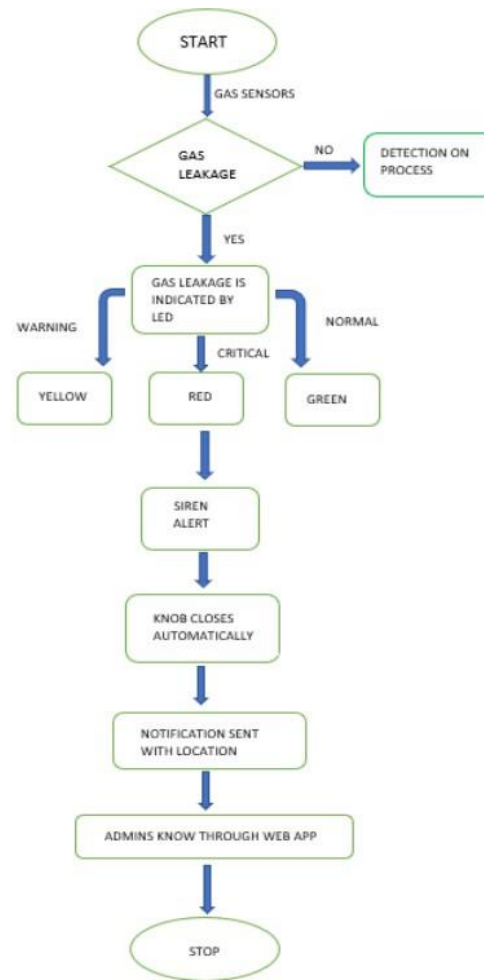 START
GAS SENSORS
GAS
LEAKAGE
NO
DETECTION ON
PROCESS
YES
GAS LEAKAGE IS
INDICATED BY
LED
WARNING
NORMAL
CRITICAL
YELLOW
RED
GREEN
SIREN
ALERT
KNOB CLOSES
AUTOMATICALLY
NOTIFICATION SENT
WITH LOCATION
ADMINS KNOW THROUGH WEB APP
STOP